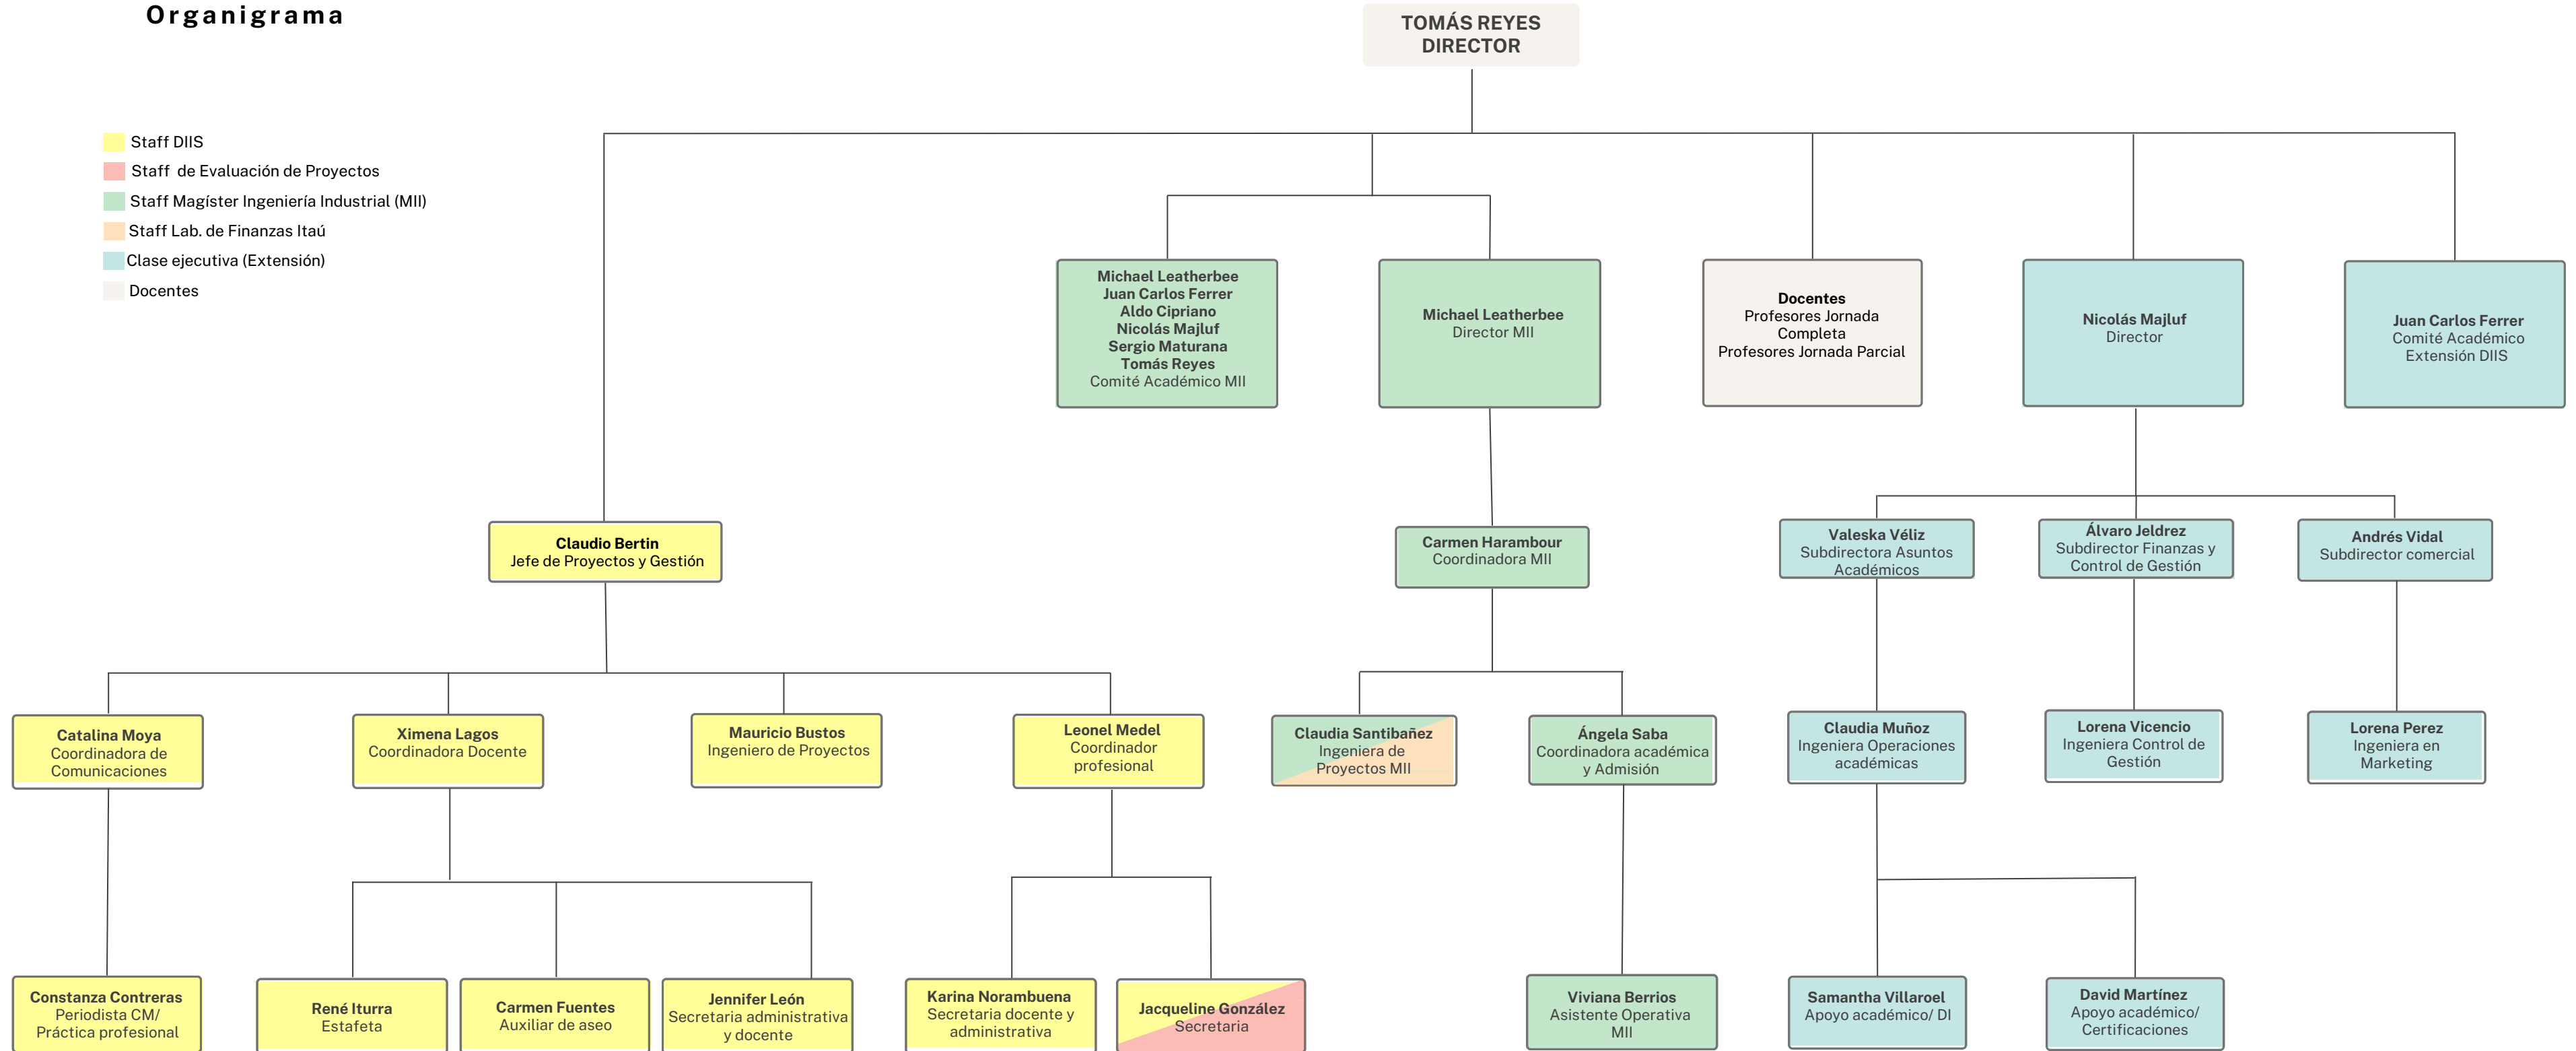 Organigrama
TOMÁS REYES
DIRECTOR
Staff DIIS
Staff de Evaluación de Proyectos
Staff Magíster Ingeniería Industrial (MII)
Staff Lab. de Finanzas Itaú
Clase ejecutiva (Extensión)
Docentes
Michael Leatherbee
Juan Carlos Ferrer
Aldo Cipriano
Nicolás Majluf
Sergio Maturana
Tomás Reyes
Comité Académico MII
Michael Leatherbee
Director MII
Docentes
Profesores Jornada
Completa
Profesores Jornada Parcial
Nicolás Majluf
Director
Juan Carlos Ferrer
Comité Académico
Extensión DIIS
Claudio Bertin
Jefe de Proyectos y Gestión
Carmen Harambour
Coordinadora MII
Valeska Véliz
Subdirectora Asuntos
Académicos
Álvaro Jeldrez
Subdirector Finanzas y
Control de Gestión
Andrés Vidal
Subdirector comercial
Catalina Moya
Coordinadora de
Comunicaciones
Ximena Lagos
Coordinadora Docente
Mauricio Bustos
Ingeniero de Proyectos
Leonel Medel
Coordinador
profesional
Claudia Santibañez
Ingeniera de
Proyectos MII
Ángela Saba
Coordinadora académica
y Admisión
Claudia Muñoz
Ingeniera Operaciones
académicas
Lorena Vicencio
Ingeniera Control de
Gestión
Lorena Perez
Ingeniera en
Marketing
Constanza Contreras
Periodista CM/
Práctica profesional
René Iturra
Estafeta
Carmen Fuentes
Auxiliar de aseo
Jennifer León
Secretaria administrativa
y docente
Karina Norambuena
Secretaria docente y
administrativa
Jacqueline González
Secretaria
Viviana Berrios
Asistente Operativa
MII
Samantha Villaroel
Apoyo académico/ DI
David Martínez
Apoyo académico/
Certificaciones